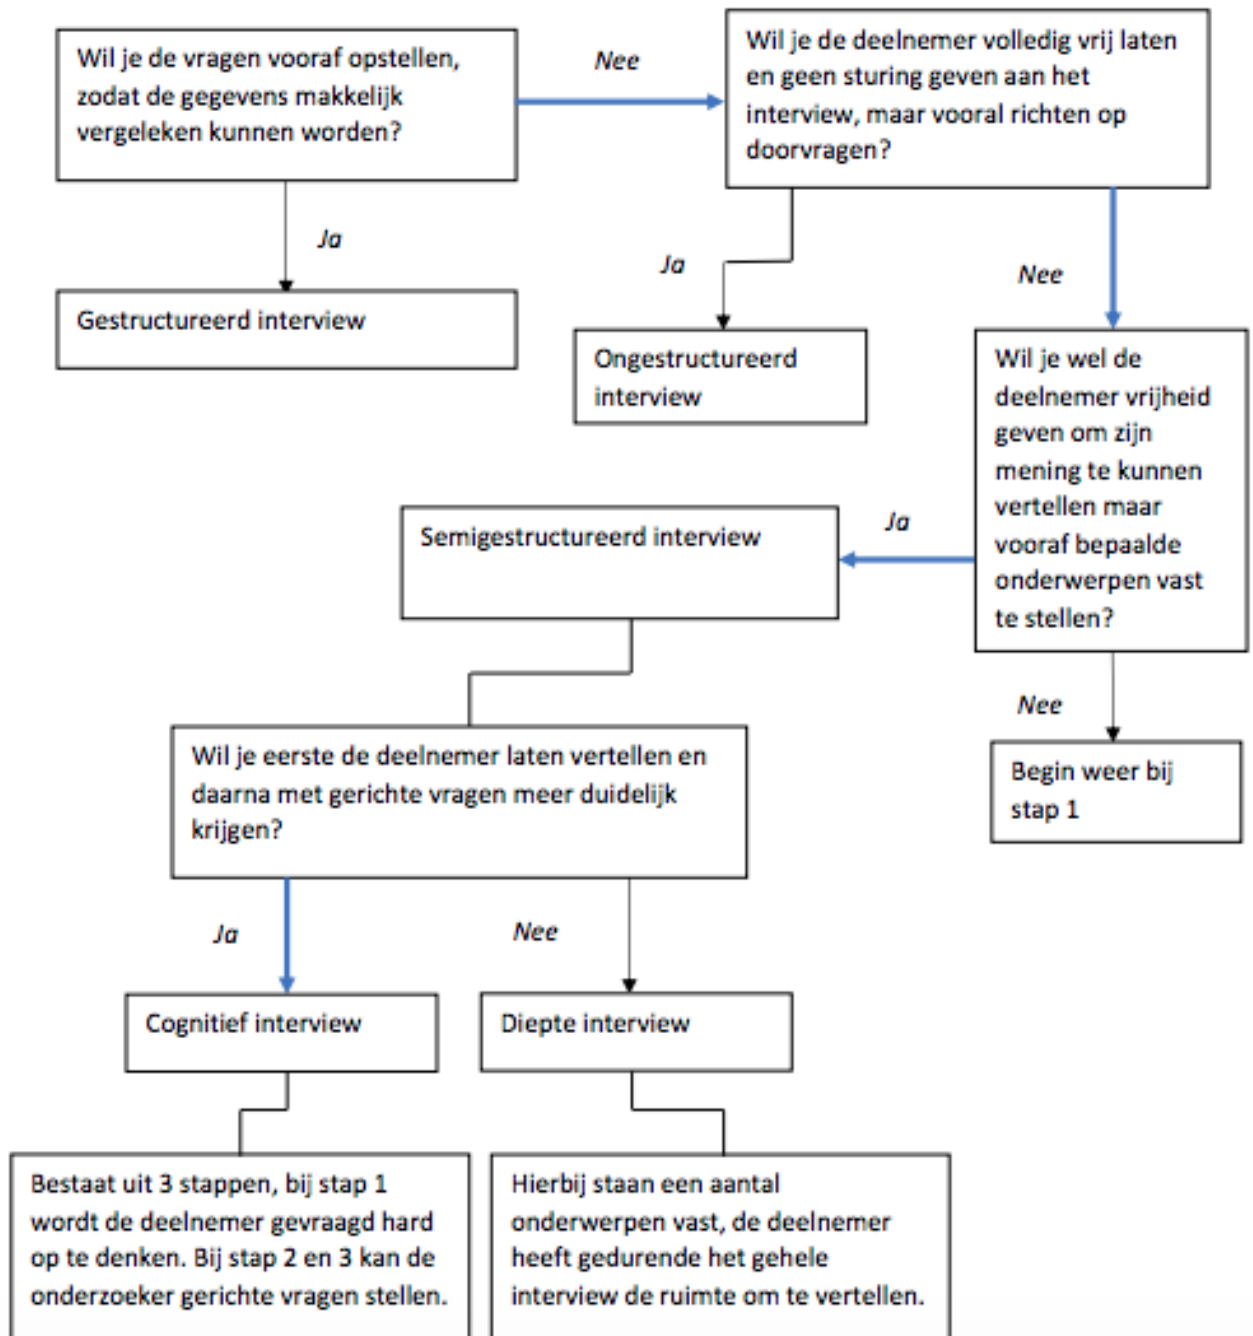 Wil je de vragen vooraf opstellen,
zodat de gegevens makkelijk
vergeleken kunnen worden?
Nee
Wil je de deelnemer volledig vrij laten
en geen sturing geven aan het
interview, maar vooral richten op
doorvragen?
Ja
Gestructureerd interview
Ja
Ongestructureerd
interview
Nee
Wil je wel de
deelnemer vrijheid
geven om zijn
mening te kunnen
vertellen maar
vooraf bepaalde
onderwerpen vast
te stellen?
Ja
Semigestructureerd interview
Nee
Begin weer bij
stap 1
Wil je eerste de deelnemer laten vertellen en
daarna met gerichte vragen meer duidelijk
krijgen?
Ja
Nee
Cognitief interview
Diepte interview
Bestaat uit 3 stappen, bij stap 1
wordt de deelnemer gevraagd hard
op te denken. Bij stap 2 en 3 kan de
onderzoeker gerichte vragen stellen.
Hierbij staan een aantal
onderwerpen vast, de deelnemer
heeft gedurende het gehele
interview de ruimte om te vertellen.